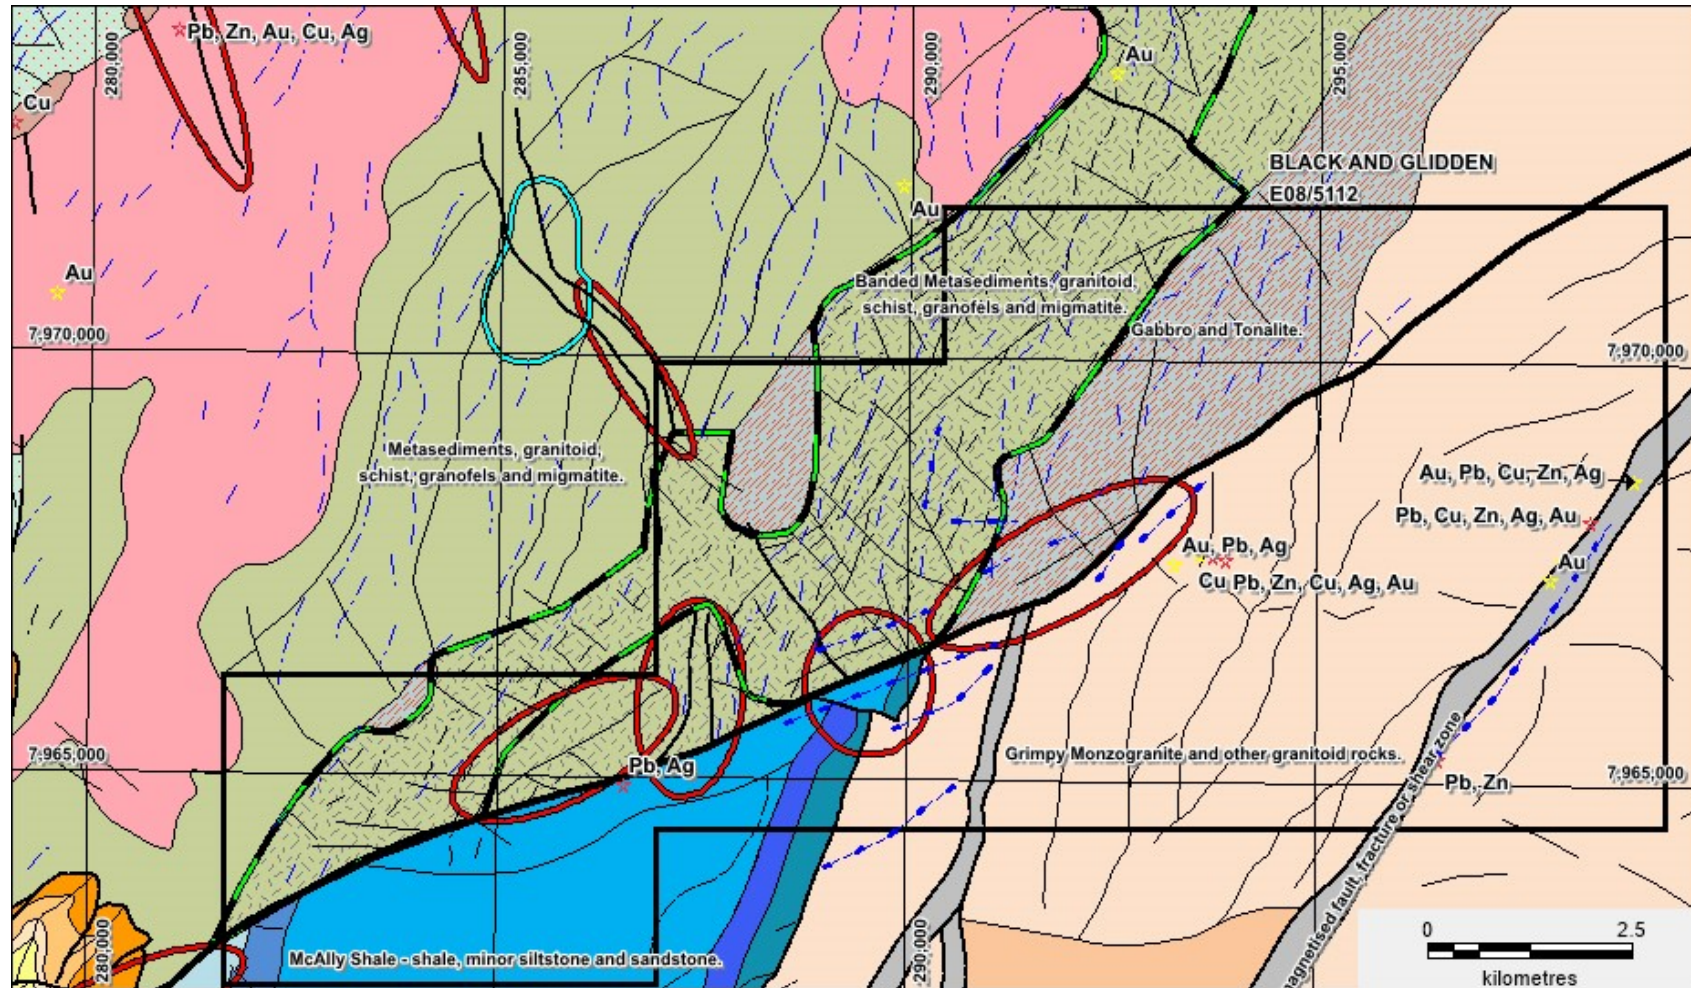 Pb, Zn, Au, Cu, Ag
280,000
285,000
290,000
295,000
Au
Cu
BLACK AND GLIDDEN
E08/5112
Au
Au
Banded Metasediments, granitoid,
schist, granofels and migmatite.
Gabbro and Tonalite.
7,970,000
7,970,000
Metasediments, granitoid,
schist, granofels and migmatite.
Au, Pb, Cu, Zn, Ag
Pb, Cu, Zn, Ag, Au
Au, Pb, Ag
Cu
Pb, Zn, Cu, Ag, Au
Au
7,965,000
Pb, Ag
Grimpy Monzogranite and other granitoid rocks.
7,965,000
Pb, Zn
magnetised fault, fracture or shear zone
280,000
290,000
McAlly Shale - shale, minor siltstone and sandstone.
0 2.5
kilometres